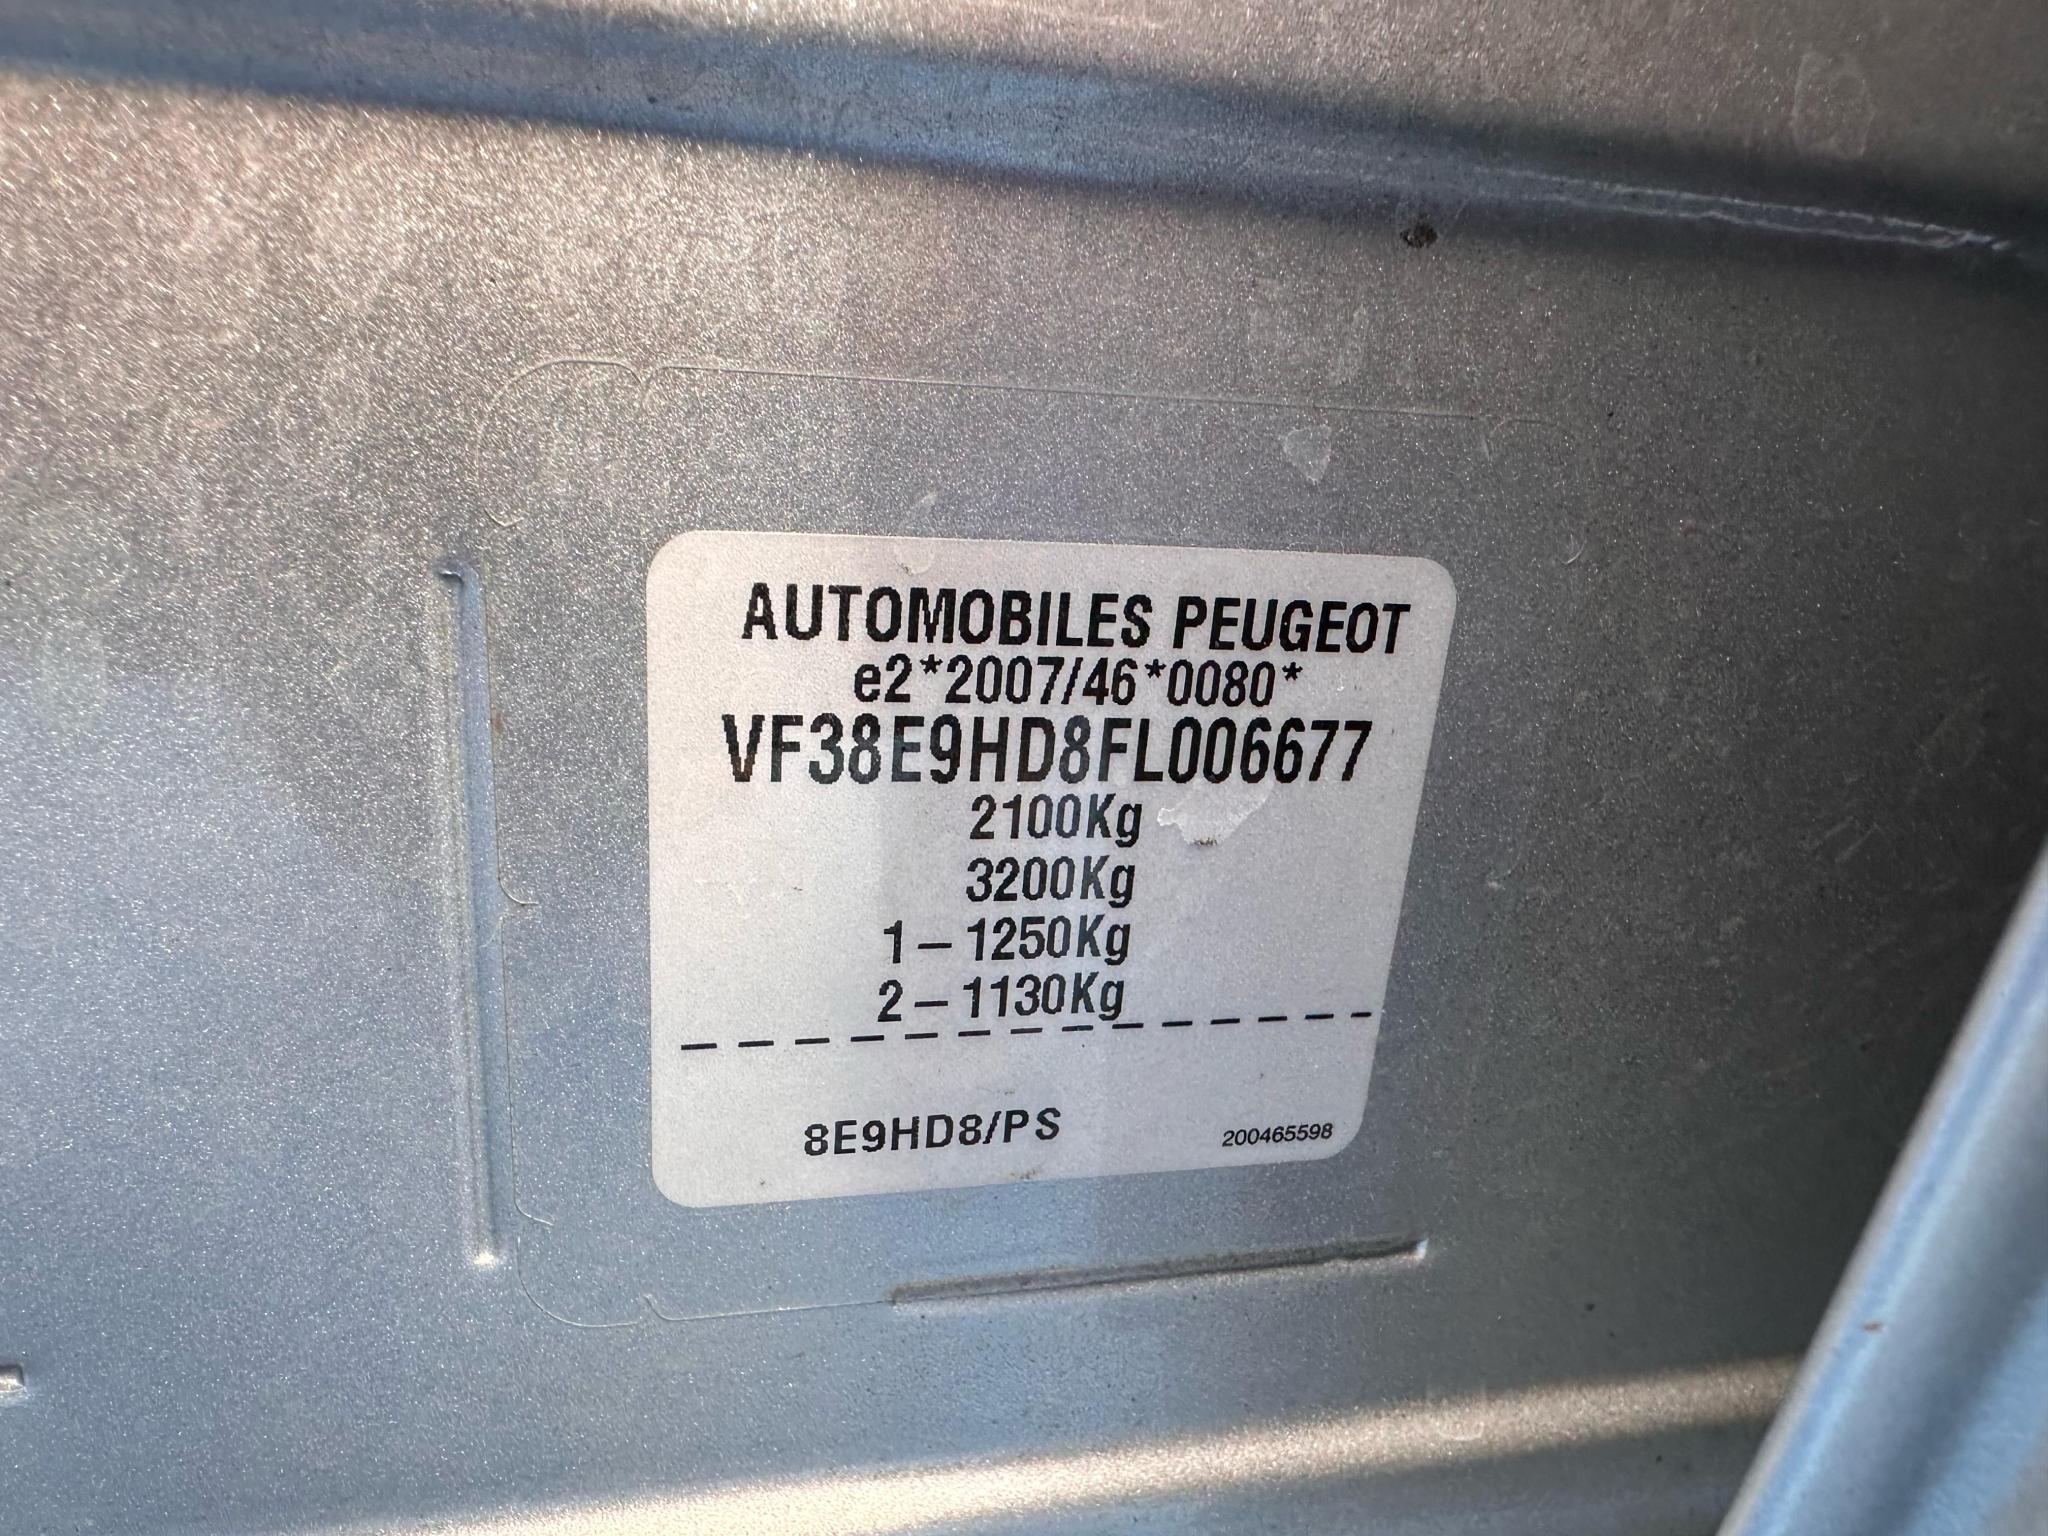 AUTOMOBILES PEUGEOT
e2*2007/46*0080*
VF38E9HD8FL006677
2100Kg
3200Kg
1 – 1250Kg
2 – 1130Kg
8E9HD8/PS
200465598